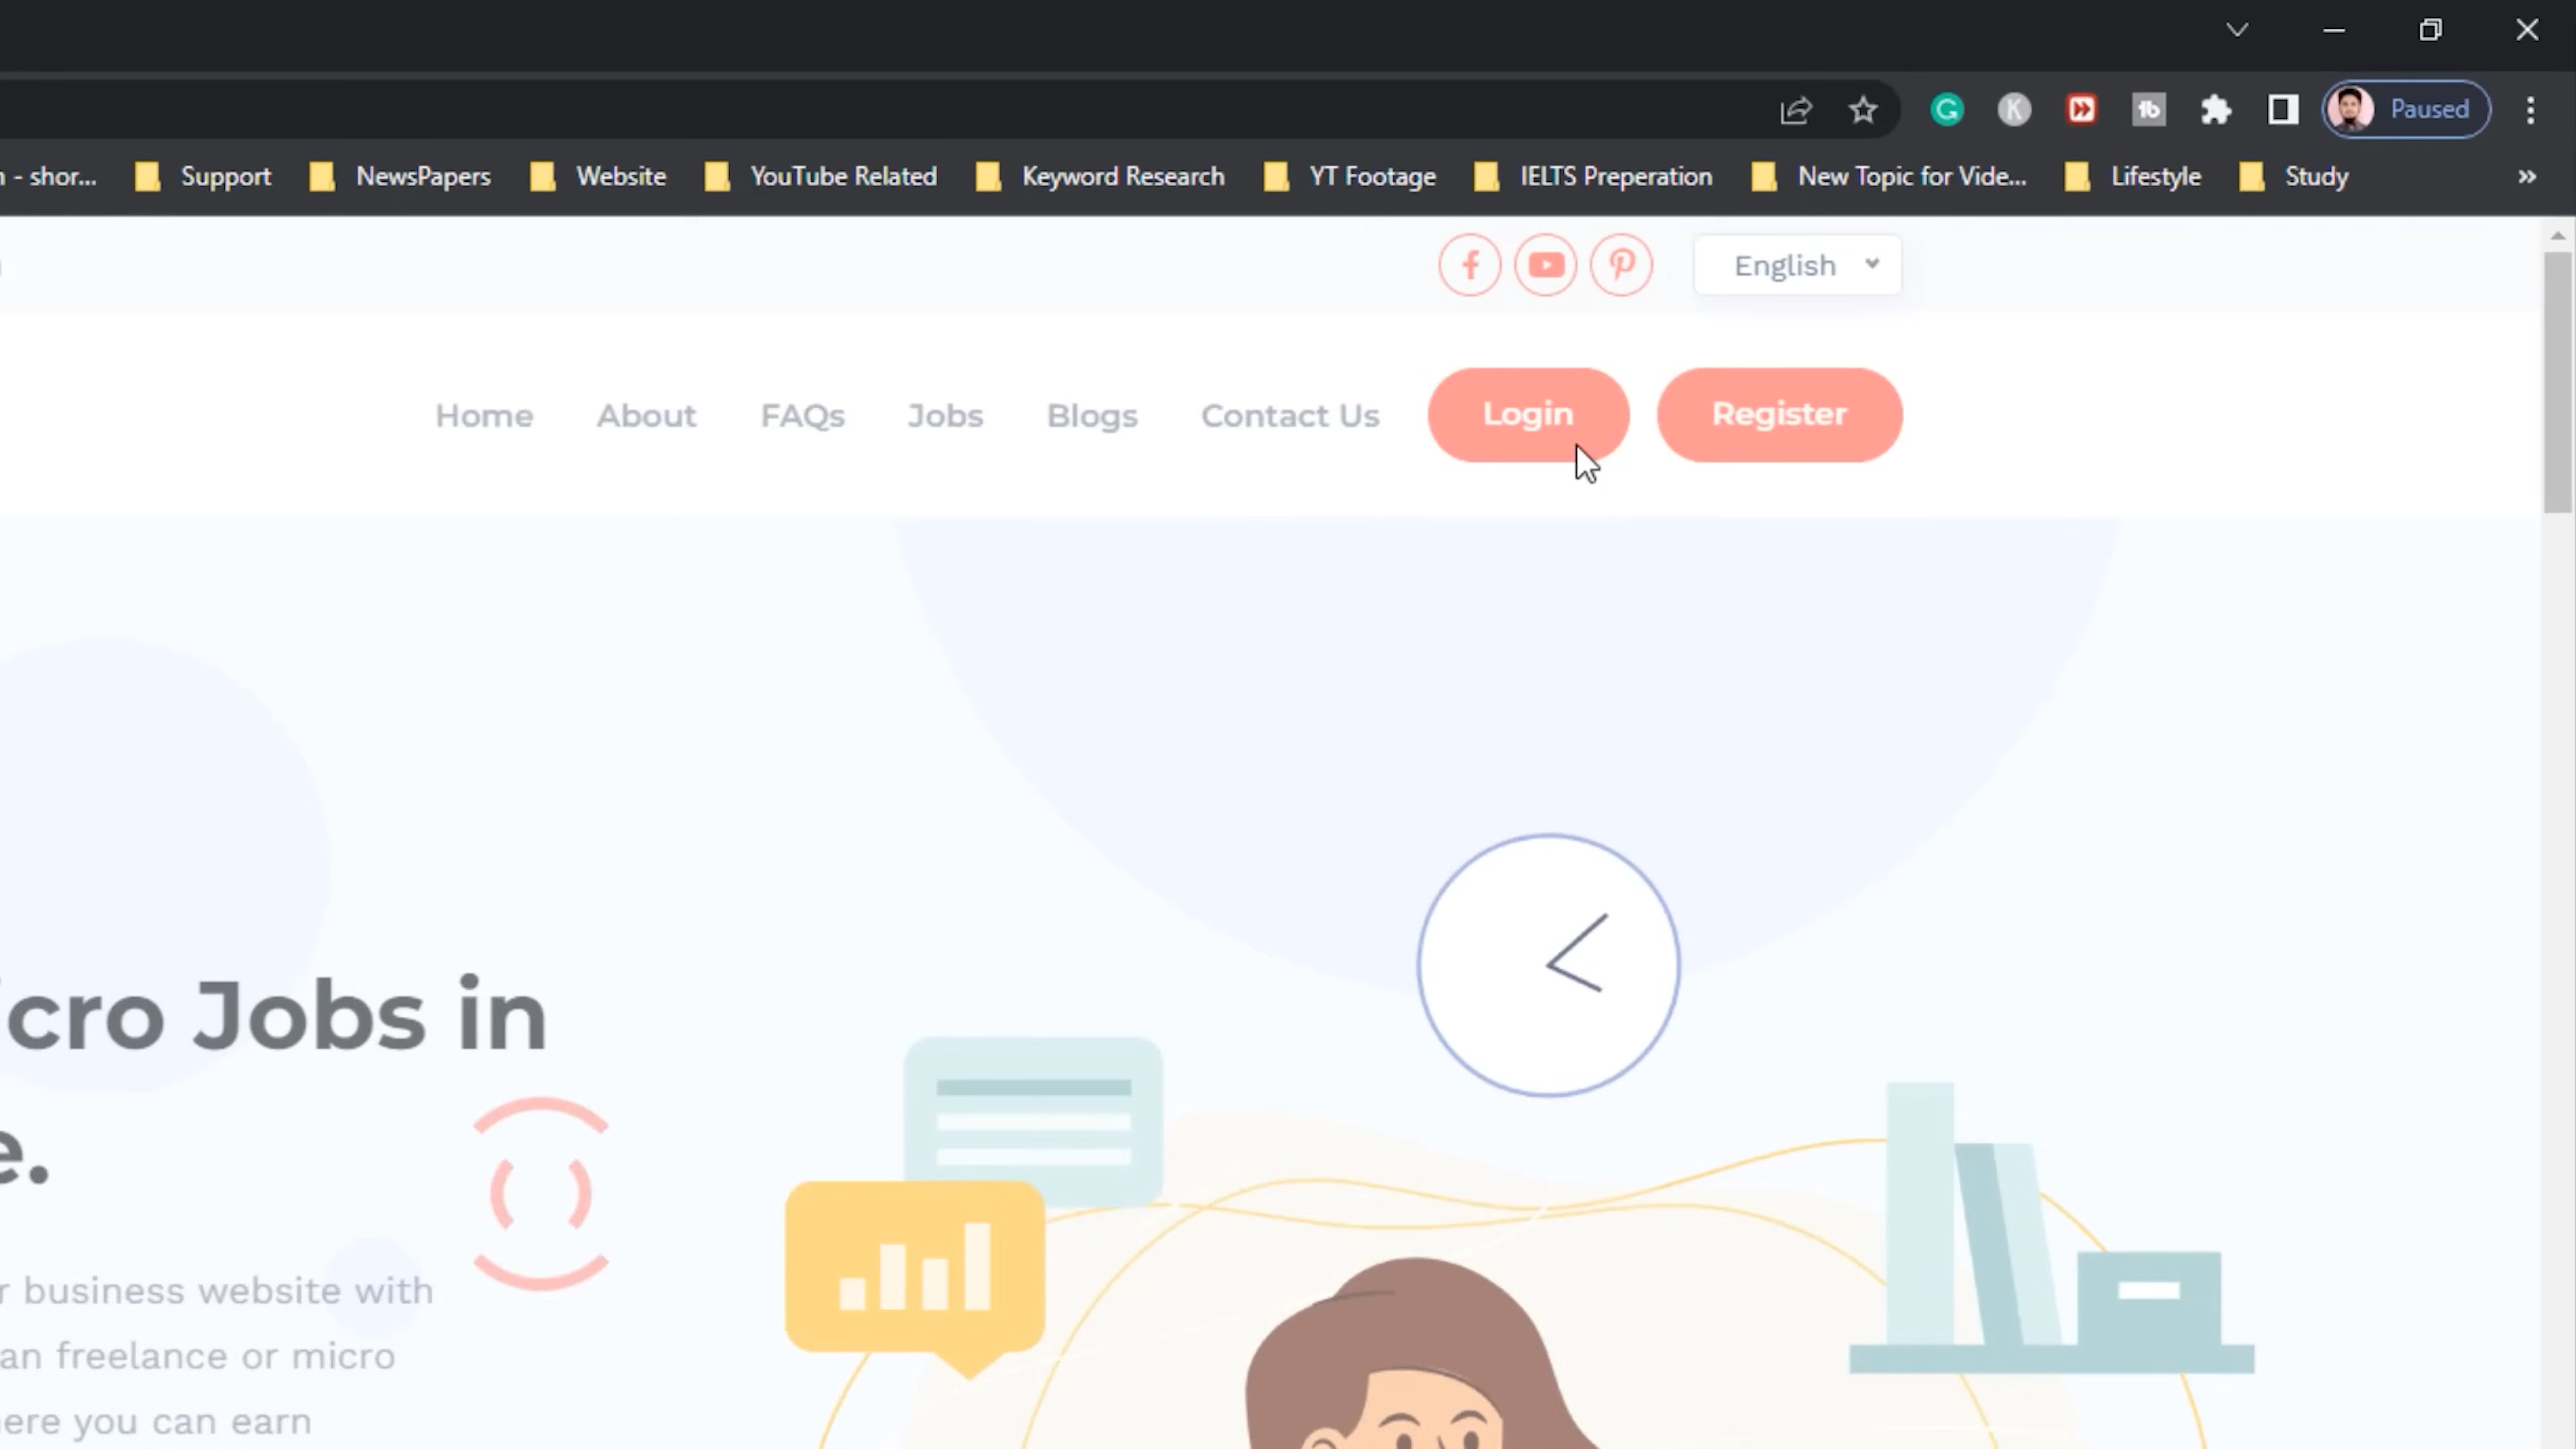 - shor...
Support
NewsPapers
Website
YouTube Related
Keyword Research
YT Footage
IELTS Preperation
New Topic for Vide...
Lifestyle
Study
»
Paused
English
Home
About
FAQs
Jobs
Blogs
Contact Us
Login
Register
icro Jobs in
e.
r business website with
an freelance or micro
ere you can earn